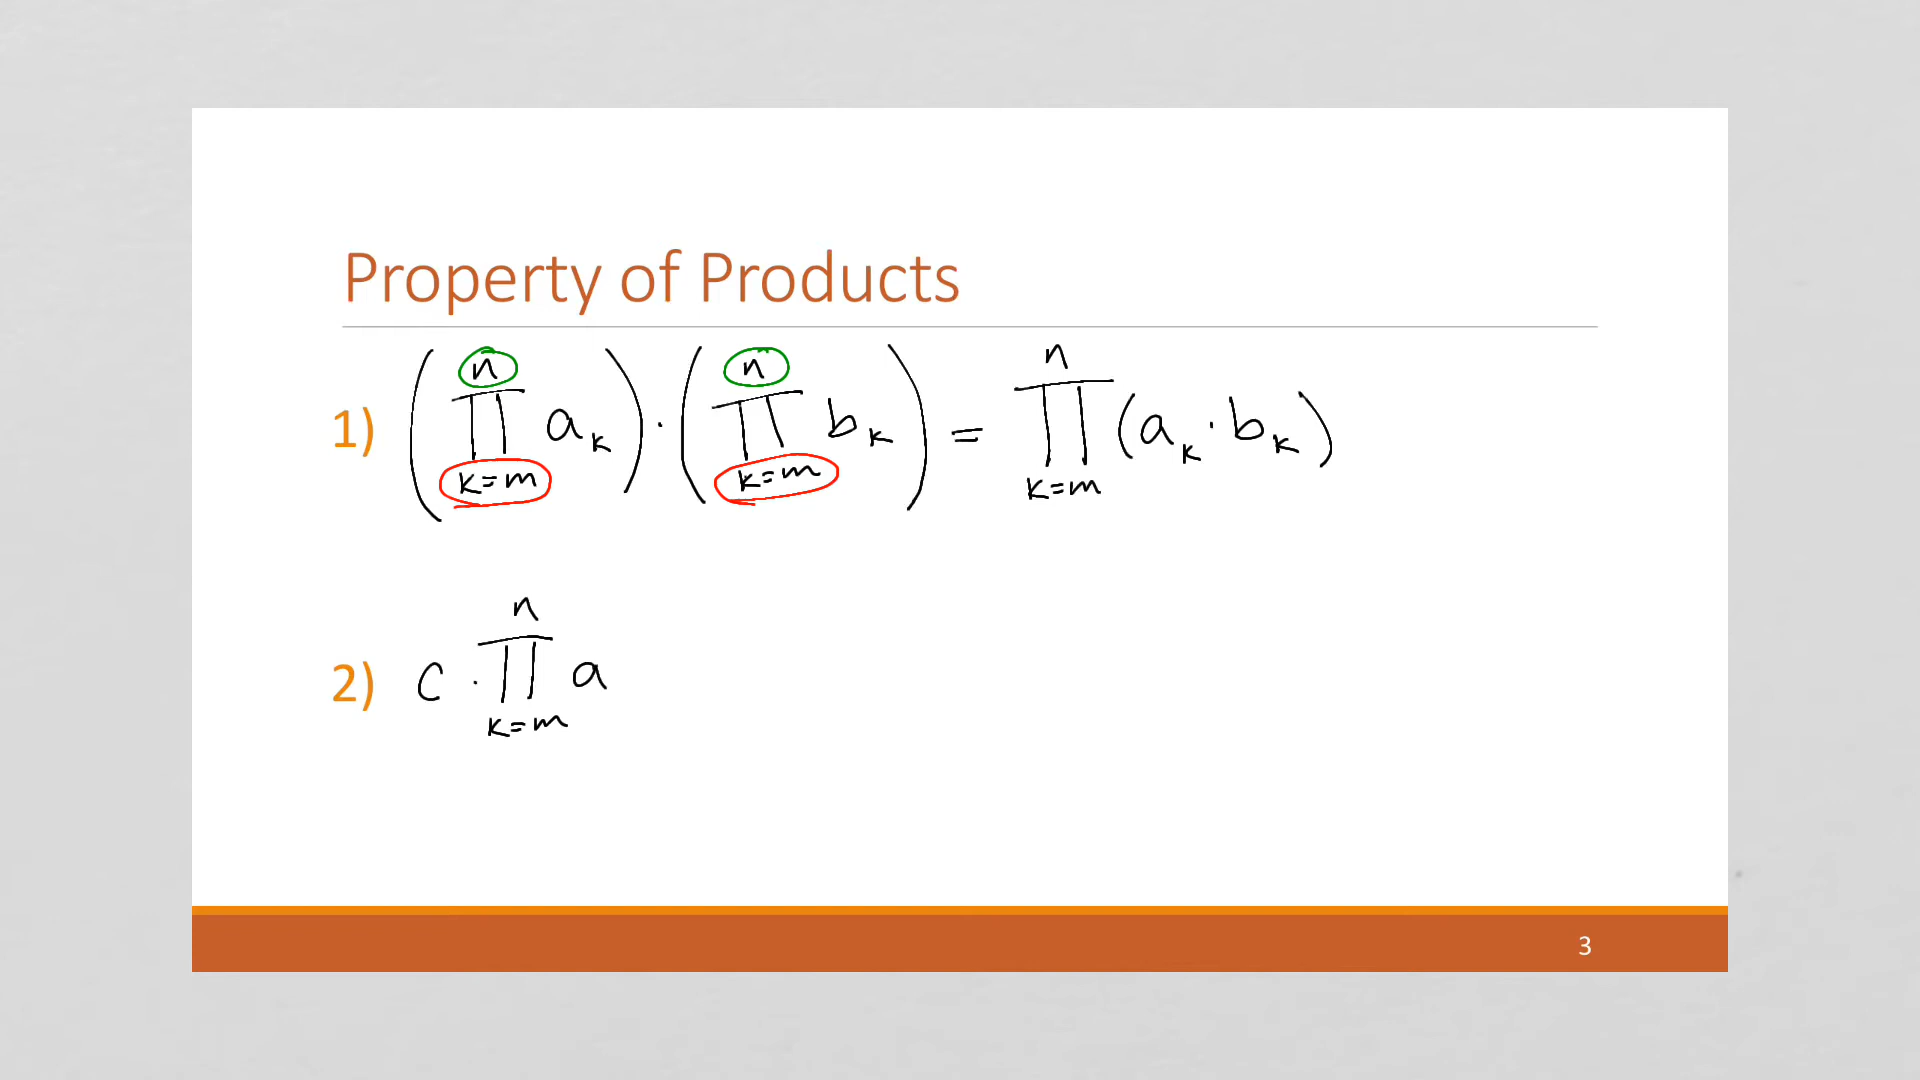 Property of Products
1) (∏_{k=m}^{n} a_k) · (∏_{k=m}^{n} b_k) = ∏_{k=m}^{n} (a_k · b_k)
2) c · ∏_{k=m}^{n} a
3